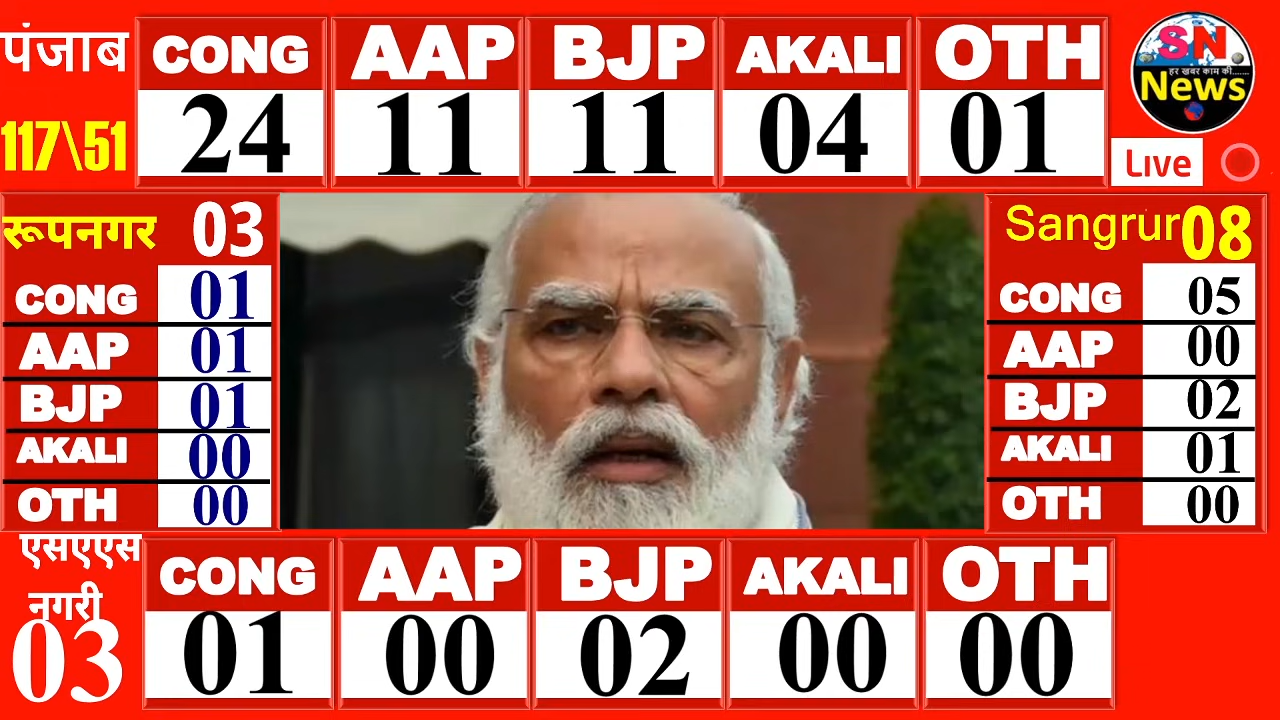 पंजाब
117\51
CONG AAP BJP AKALI OTH
24 11 11 04 01
SN
हर खबर काम की.......
News
Live
रूपनगर 03
CONG 01
AAP 01
BJP 01
AKALI 00
OTH 00
Sangrur 08
CONG 05
AAP 00
BJP 02
AKALI 01
OTH 00
एसएएस
नगरी
03
CONG AAP BJP AKALI OTH
01 00 02 00 00